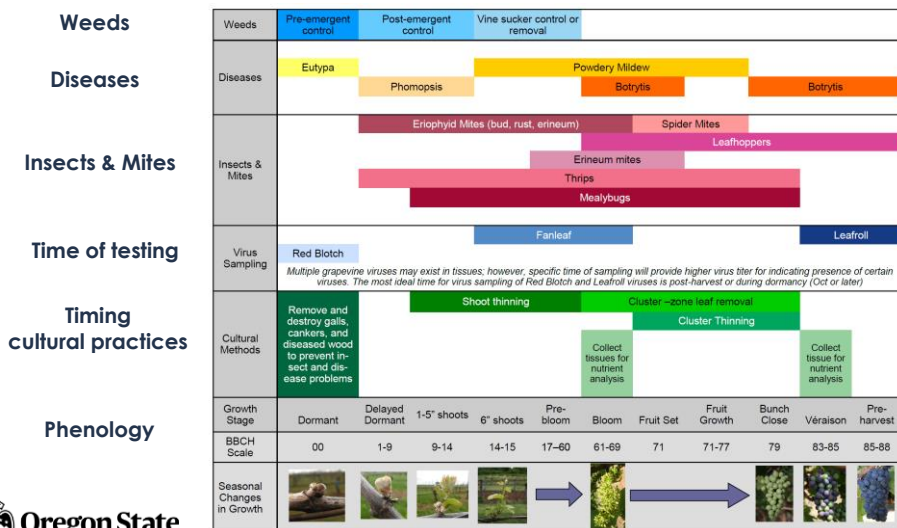 Weeds
Diseases
Insects & Mites
Time of testing
Timing
cultural practices
Phenology
Oregon State
Weeds
Pre-emergent
control
Post-emergent
control
Vine sucker control or
removal
Diseases
Eutypa
Powdery Mildew
Phomopsis
Botrytis
Botrytis
Insects &
Mites
Eriophyid Mites (bud, rust, erineum)
Spider Mites
Leafhoppers
Erineum mites
Thrips
Mealybugs
Virus
Sampling
Fanleaf
Leafroll
Red Blotch
Multiple grapevine viruses may exist in tissues; however, specific time of sampling will provide higher virus titer for indicating presence of certain
viruses. The most ideal time for virus sampling of Red Blotch and Leafroll viruses is post-harvest or during dormancy (Oct or later)
Cultural
Methods
Remove and
destroy galls,
cankers, and
diseased wood
to prevent in-
sect and dis-
ease problems
Shoot thinning
Cluster –zone leaf removal
Cluster Thinning
Collect
tissues for
nutrient
analysis
Collect
tissue for
nutrient
analysis
Growth
Stage
Dormant
Delayed
Dormant
1-5" shoots
6" shoots
Pre-
bloom
Bloom
Fruit Set
Fruit
Growth
Bunch
Close
Véraison
Pre-
harvest
BBCH
Scale
00
1-9
9-14
14-15
17–60
61-69
71
71-77
79
83-85
85-88
Seasonal
Changes
in Growth